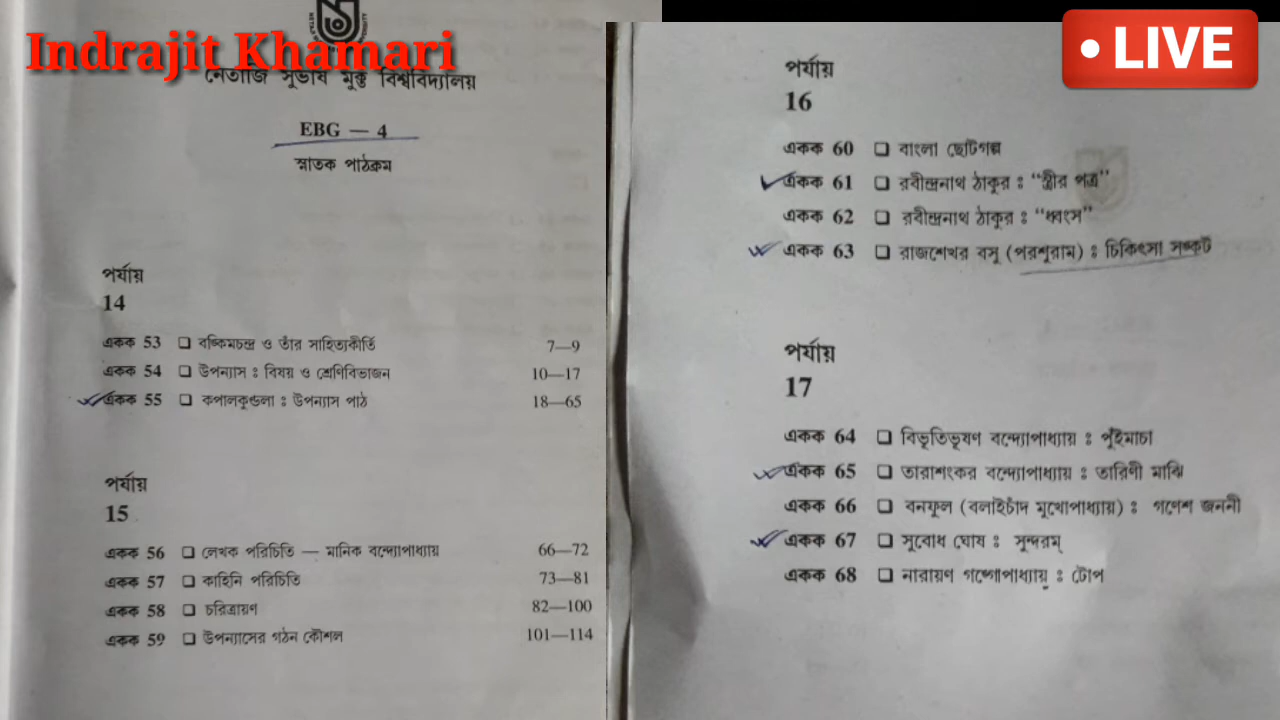 Indrajit Khamari
• LIVE
নেতাজি সুভাষ মুক্ত বিশ্ববিদ্যালয়
EBG — 4
স্নাতক পাঠক্রম
পর্যায়
14
একক 53 ❑ বঙ্কিমচন্দ্র ও তাঁর সাহিত্যকীর্তি 7—9
একক 54 ❑ উপন্যাস : বিষয় ও শ্রেণিবিভাজন 10—17
একক 55 ❑ কপালকুণ্ডলা : উপন্যাস পাঠ 18—65
পর্যায়
15
একক 56 ❑ লেখক পরিচিতি — মানিক বন্দ্যোপাধ্যায় 66—72
একক 57 ❑ কাহিনি পরিচিতি 73—81
একক 58 ❑ চরিত্রায়ণ 82—100
একক 59 ❑ উপন্যাসের গঠন কৌশল 101—114
পর্যায়
16
একক 60 ❑ বাংলা ছোটগল্প
একক 61 ❑ রবীন্দ্রনাথ ঠাকুর : “স্ত্রীর পত্র”
একক 62 ❑ রবীন্দ্রনাথ ঠাকুর : “ধ্বংস”
একক 63 ❑ রাজশেখর বসু (পরশুরাম) : চিকিৎসা সঙ্কট
পর্যায়
17
একক 64 ❑ বিভূতিভূষণ বন্দ্যোপাধ্যায় : পুঁইমাচা
একক 65 ❑ তারাশংকর বন্দ্যোপাধ্যায় : তারিণী মাঝি
একক 66 ❑ বনফুল (বলাইচাঁদ মুখোপাধ্যায়) : গণেশ জননী
একক 67 ❑ সুবোধ ঘোষ : সুন্দরম্
একক 68 ❑ নারায়ণ গঙ্গোপাধ্যায় : টোপ